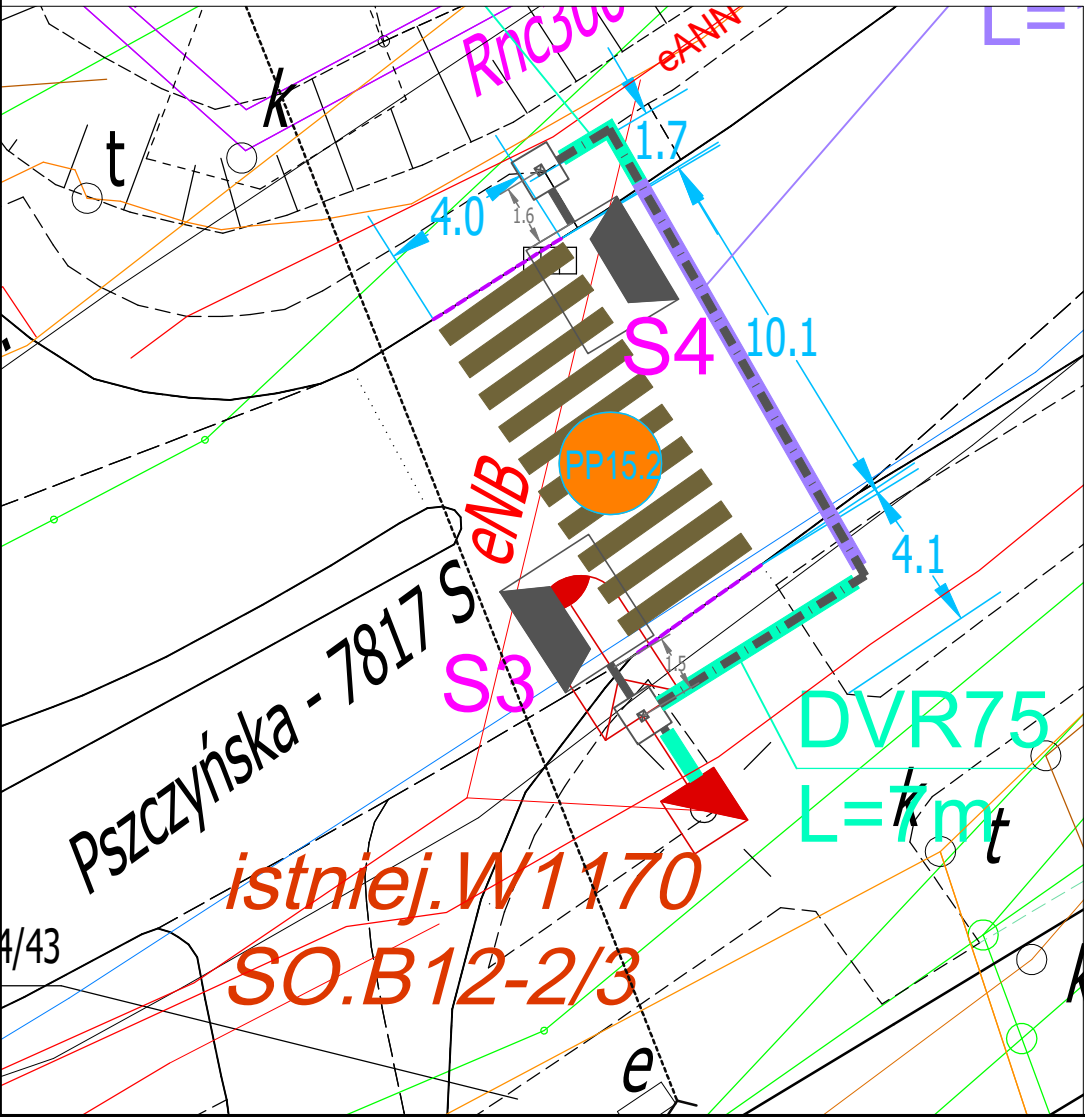 L=
eANN
k
t
1.7
4.0
1.6
S4
10.1
PP15.2
eNB
4.1
Pszczyńska - 7817 S
S3
1.5
DVR75
L=7m
k
t
istniej.W1170
SO.B12-2/3
4/43
k
e